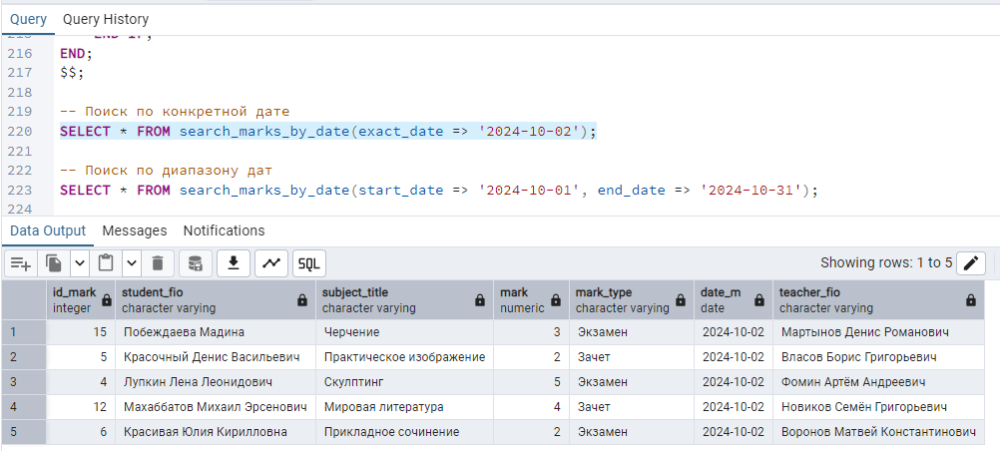 Query Query History
END IF;
216 END;
217 $$;
218
219 -- Поиск по конкретной дате
220 SELECT * FROM search_marks_by_date(exact_date => '2024-10-02');
221
222 -- Поиск по диапазону дат
223 SELECT * FROM search_marks_by_date(start_date => '2024-10-01', end_date => '2024-10-31');
224
Data Output Messages Notifications
SQL Showing rows: 1 to 5
id_mark student_fio subject_title mark mark_type date_m teacher_fio
integer character varying character varying numeric character varying date character varying
1 15 Побеждаева Мадина Черчение 3 Экзамен 2024-10-02 Мартынов Денис Романович
2 5 Красочный Денис Васильевич Практическое изображение 2 Зачет 2024-10-02 Власов Борис Григорьевич
3 4 Лупкин Лена Леонидович Скулптинг 5 Экзамен 2024-10-02 Фомин Артём Андреевич
4 12 Махаббатов Михаил Эрсенович Мировая литература 4 Зачет 2024-10-02 Новиков Семён Григорьевич
5 6 Красивая Юлия Кирилловна Прикладное сочинение 2 Экзамен 2024-10-02 Воронов Матвей Константинович